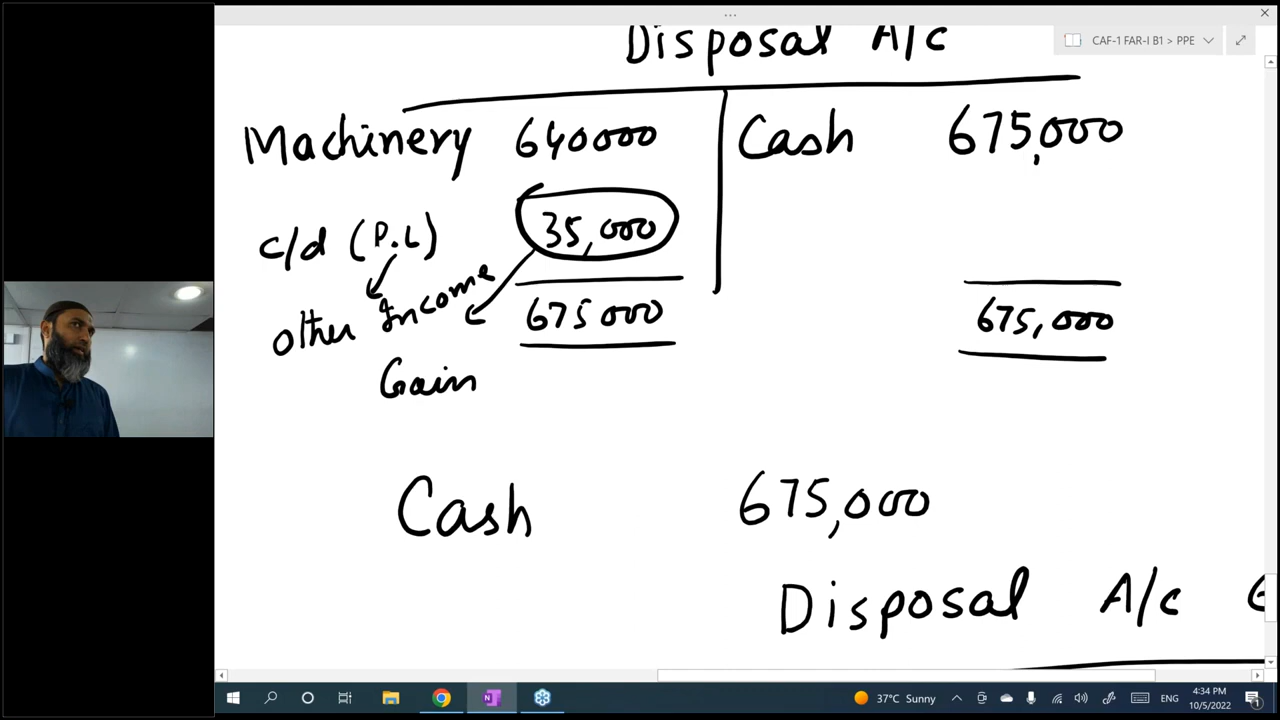 CAF-1 FAR-I B1 > PPE
Disposal A/c
Machinery 640000 Cash 675,000
c/d (P.L) 35,000
other Income 675000 675,000
Gain
Cash 675,000
Disposal A/c
37°C Sunny ENG 4:34 PM
10/5/2022